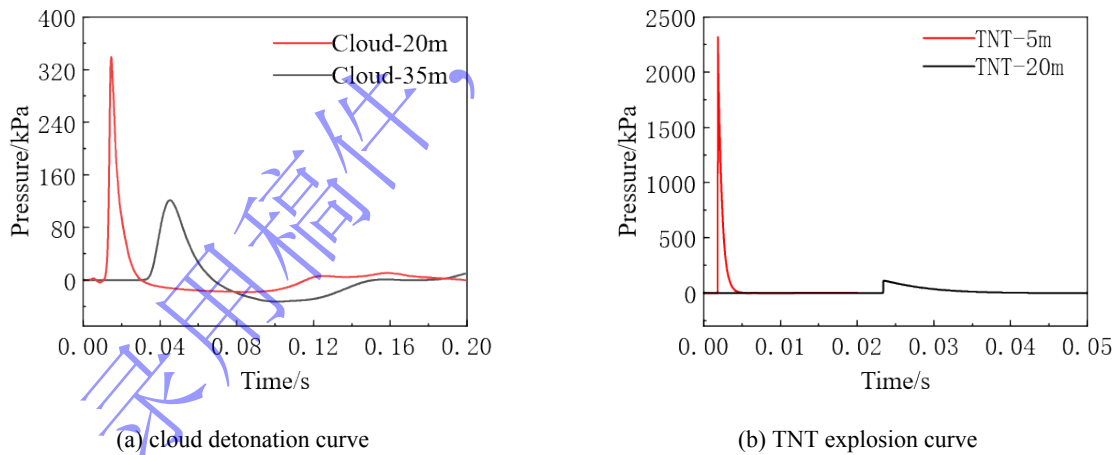 400
320
240
160
80
0
Pressure/kPa
Cloud-20m
Cloud-35m
0.00 0.04 0.08 0.12 0.16 0.20
Time/s
(a) cloud detonation curve
2500
2000
1500
1000
500
0
Pressure/kPa
TNT-5m
TNT-20m
0.00 0.01 0.02 0.03 0.04 0.05
Time/s
(b) TNT explosion curve
录用稿件，